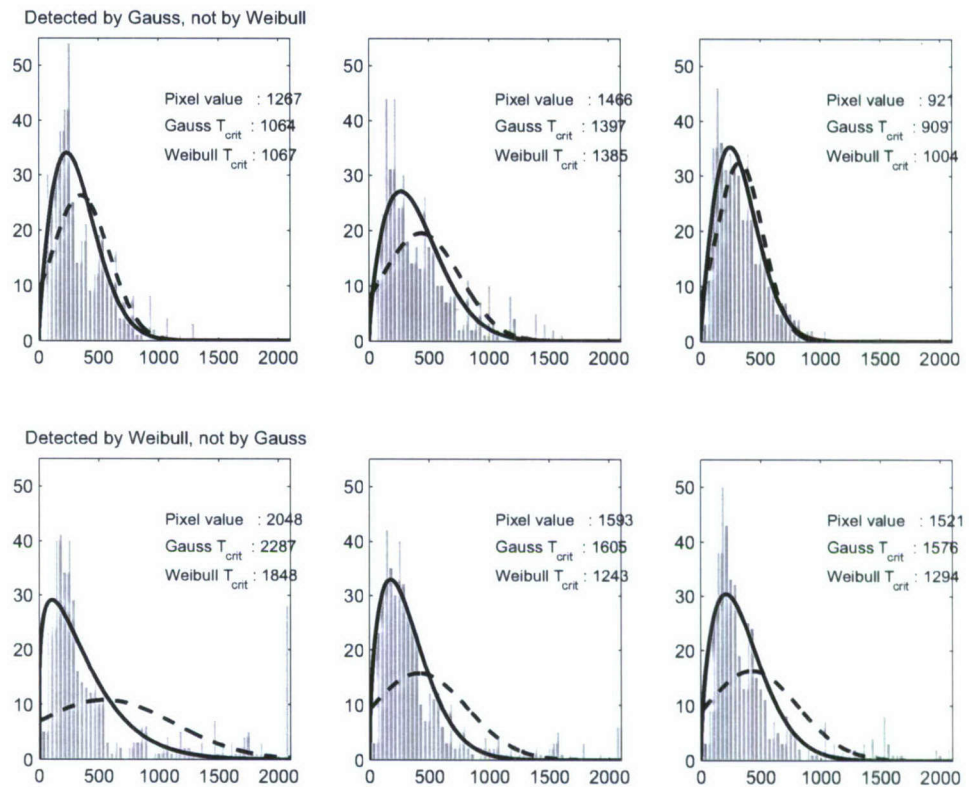 Detected by Gauss, not by Weibull
50
40
30
20
10
0
Pixel value : 1267
Gauss Tcrit : 1064
Weibull Tcrit : 1067
0 500 1000 1500 2000
50
40
30
20
10
0
Pixel value : 1466
Gauss Tcrit : 1397
Weibull Tcrit : 1385
0 500 1000 1500 2000
50
40
30
20
10
0
Pixel value : 921
Gauss Tcrit : 909
Weibull Tcrit : 1004
0 500 1000 1500 2000
Detected by Weibull, not by Gauss
50
40
30
20
10
0
Pixel value : 2048
Gauss Tcrit : 2287
Weibull Tcrit : 1848
0 500 1000 1500 2000
50
40
30
20
10
0
Pixel value : 1593
Gauss Tcrit : 1605
Weibull Tcrit : 1243
0 500 1000 1500 2000
50
40
30
20
10
0
Pixel value : 1521
Gauss Tcrit : 1576
Weibull Tcrit : 1294
0 500 1000 1500 2000